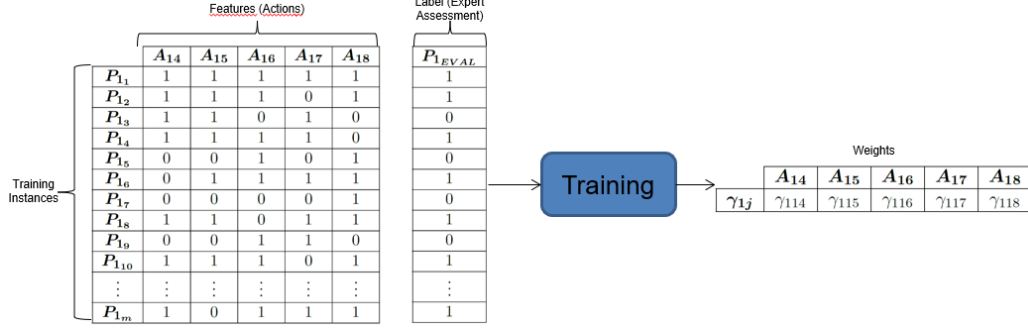 Features (Actions)
Label (Expert
Assessment)
A₁₄ A₁₅ A₁₆ A₁₇ A₁₈ P₁EVAL
P₁₁ 1 1 1 1 1 1
P₁₂ 1 1 1 0 1 1
P₁₃ 1 1 0 1 0 0
P₁₄ 1 1 1 1 0 1
P₁₅ 0 0 1 0 1 0
P₁₆ 0 1 1 1 1 1
P₁₇ 0 0 0 0 1 0
P₁₈ 1 1 0 1 1 1
P₁₉ 0 0 1 1 0 0
P₁₁₀ 1 1 1 0 1 1
⋮ ⋮ ⋮ ⋮ ⋮ ⋮ ⋮
P₁ₘ 1 0 1 1 1 1
Training
Instances
Training
Weights
A₁₄ A₁₅ A₁₆ A₁₇ A₁₈
γ₁ⱼ γ₁₁₄ γ₁₁₅ γ₁₁₆ γ₁₁₇ γ₁₁₈